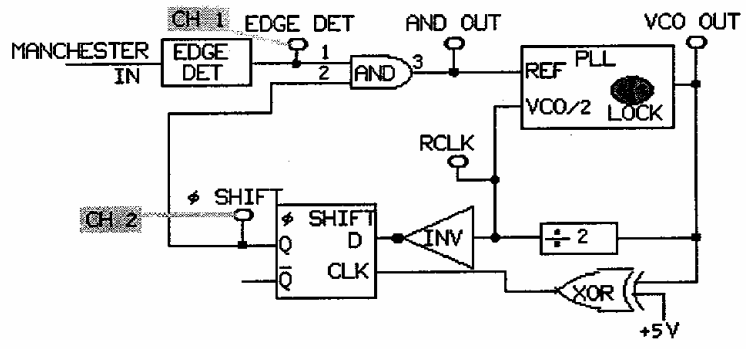 CH 1
EDGE DET
AND OUT
VCO OUT
MANCHESTER
IN
EDGE
DET
1
2
AND
3
REF
PLL
VCO/2
LOCK
RCLK
ϕ SHIFT
CH 2
ϕ SHIFT
D
Q
Q̅
CLK
INV
÷ 2
XOR
+5V